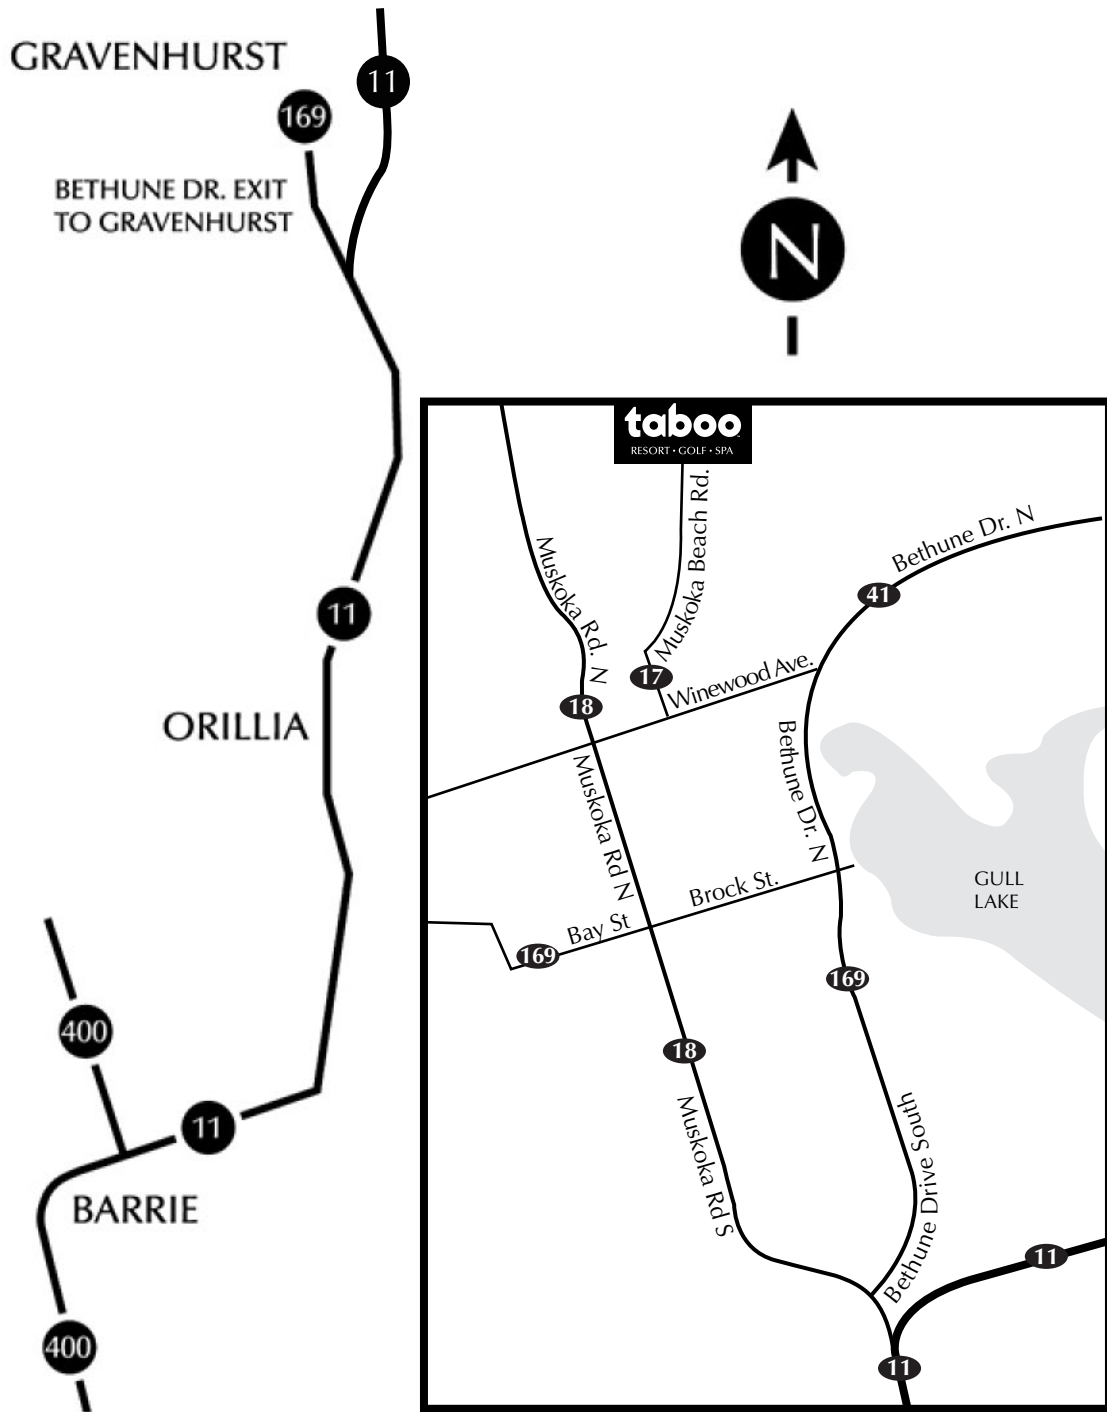 GRAVENHURST
11
169
BETHUNE DR. EXIT
TO GRAVENHURST
N
11
ORILLIA
400
11
BARRIE
400
taboo
RESORT • GOLF • SPA
Muskoka Beach Rd.
Bethune Dr. N
41
Muskoka Rd. N
17
Winewood Ave.
18
Bethune Dr. N
Muskoka Rd N
Brock St.
GULL
LAKE
Bay St
169
169
18
Muskoka Rd S
Bethune Drive South
11
11